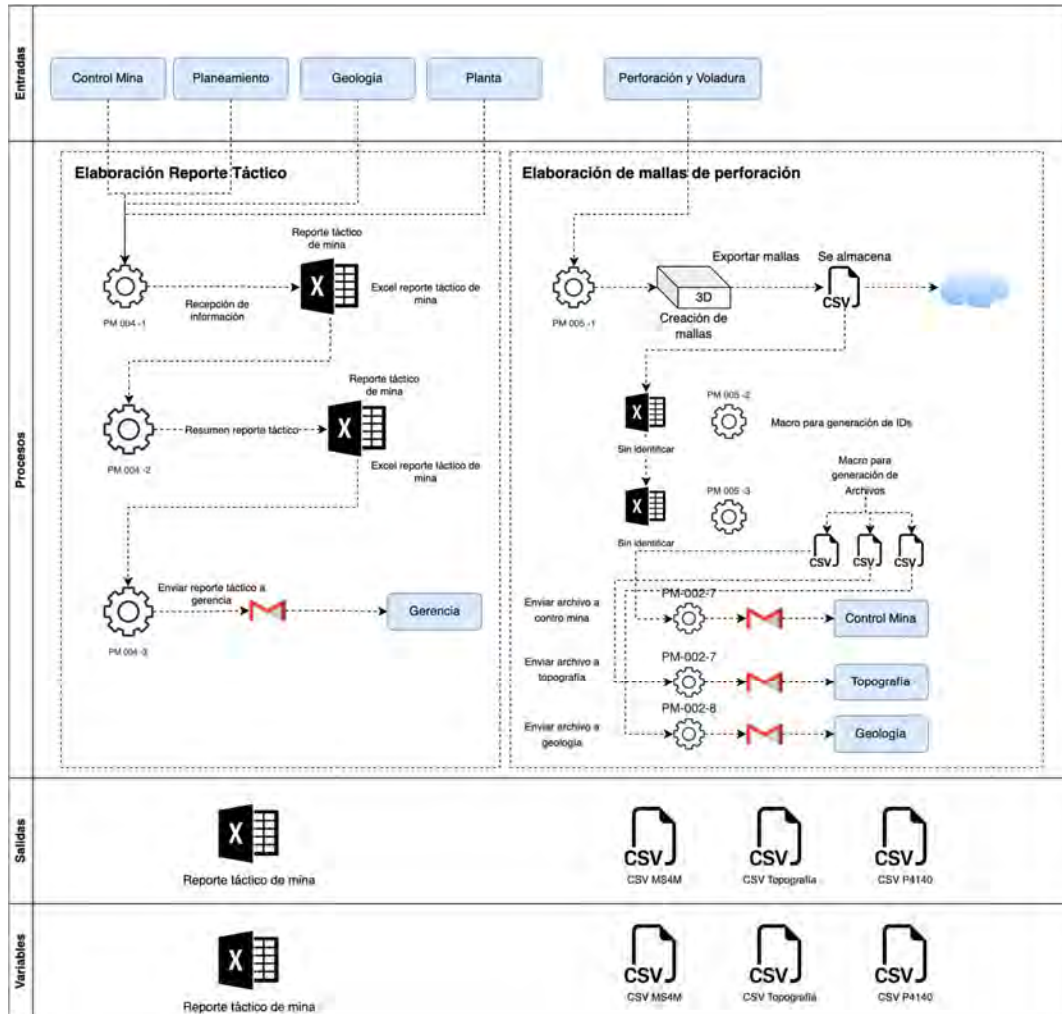 Entradas
Control Mina
Planeamiento
Geología
Planta
Perforación y Voladura
Procesos
Elaboración Reporte Táctico
Reporte táctico
de mina
X
Excel reporte táctico de
mina
Recepción de
información
PM 004 -1
Reporte táctico
de mina
X
Resumen reporte táctico
Excel reporte táctico de
mina
PM 004 -2
Enviar reporte táctico a
gerencia
Gerencia
PM 004 -3
Elaboración de mallas de perforación
Exportar mallas
Se almacena
3D
CSV
PM 005 -1
Creación de
mallas
X
PM 005 -2
Macro para generación de IDs
Sin identificar
X
PM 005 -3
Macro para
generación de
Archivos
Sin identificar
CSV
CSV
CSV
Enviar archivo a
contro mina
PM-002-7
Control Mina
Enviar archivo a
topografía
PM-002-7
Topografía
Enviar archivo a
geología
PM-002-8
Geología
Salidas
X
Reporte táctico de mina
CSV
CSV MS4M
CSV
CSV Topografía
CSV
CSV P4140
Variables
X
Reporte táctico de mina
CSV
CSV MS4M
CSV
CSV Topografía
CSV
CSV P4140